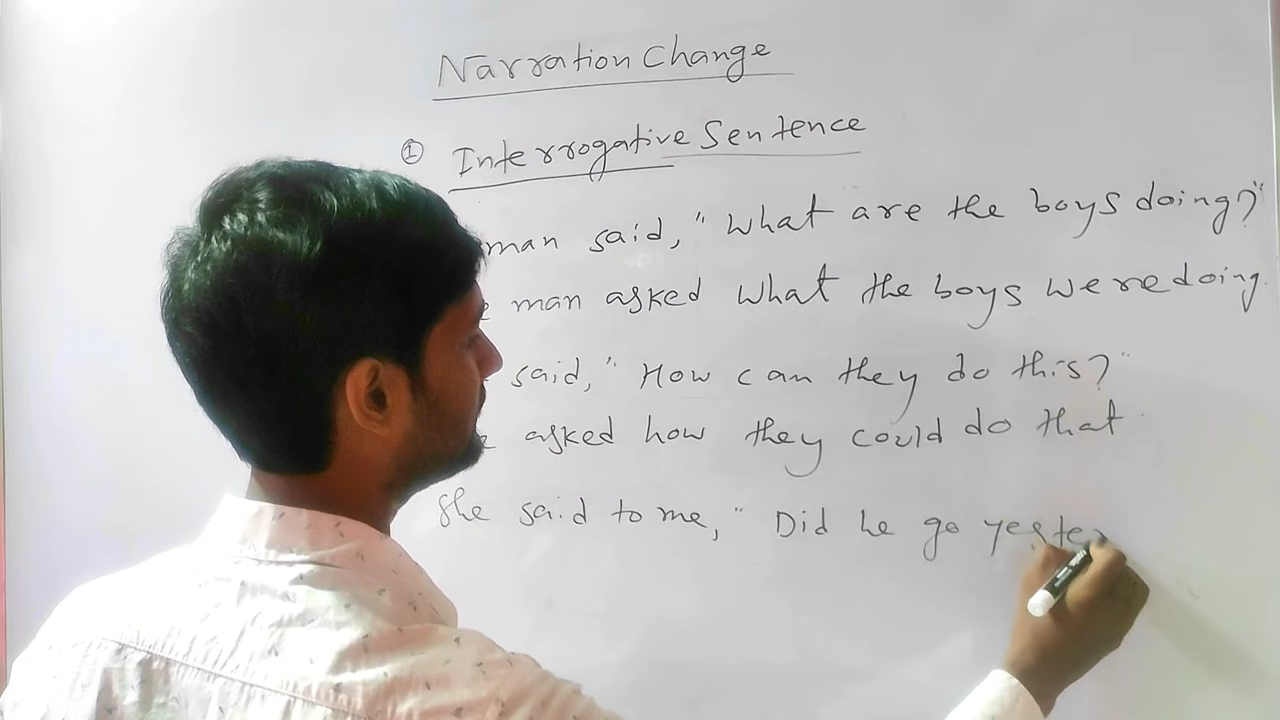 Narration Change
① Interrogative Sentence
man said, "What are the boys doing?"
man asked what the boys were doing.
said, "How can they do this?"
asked how they could do that.
She said to me, "Did he go yester